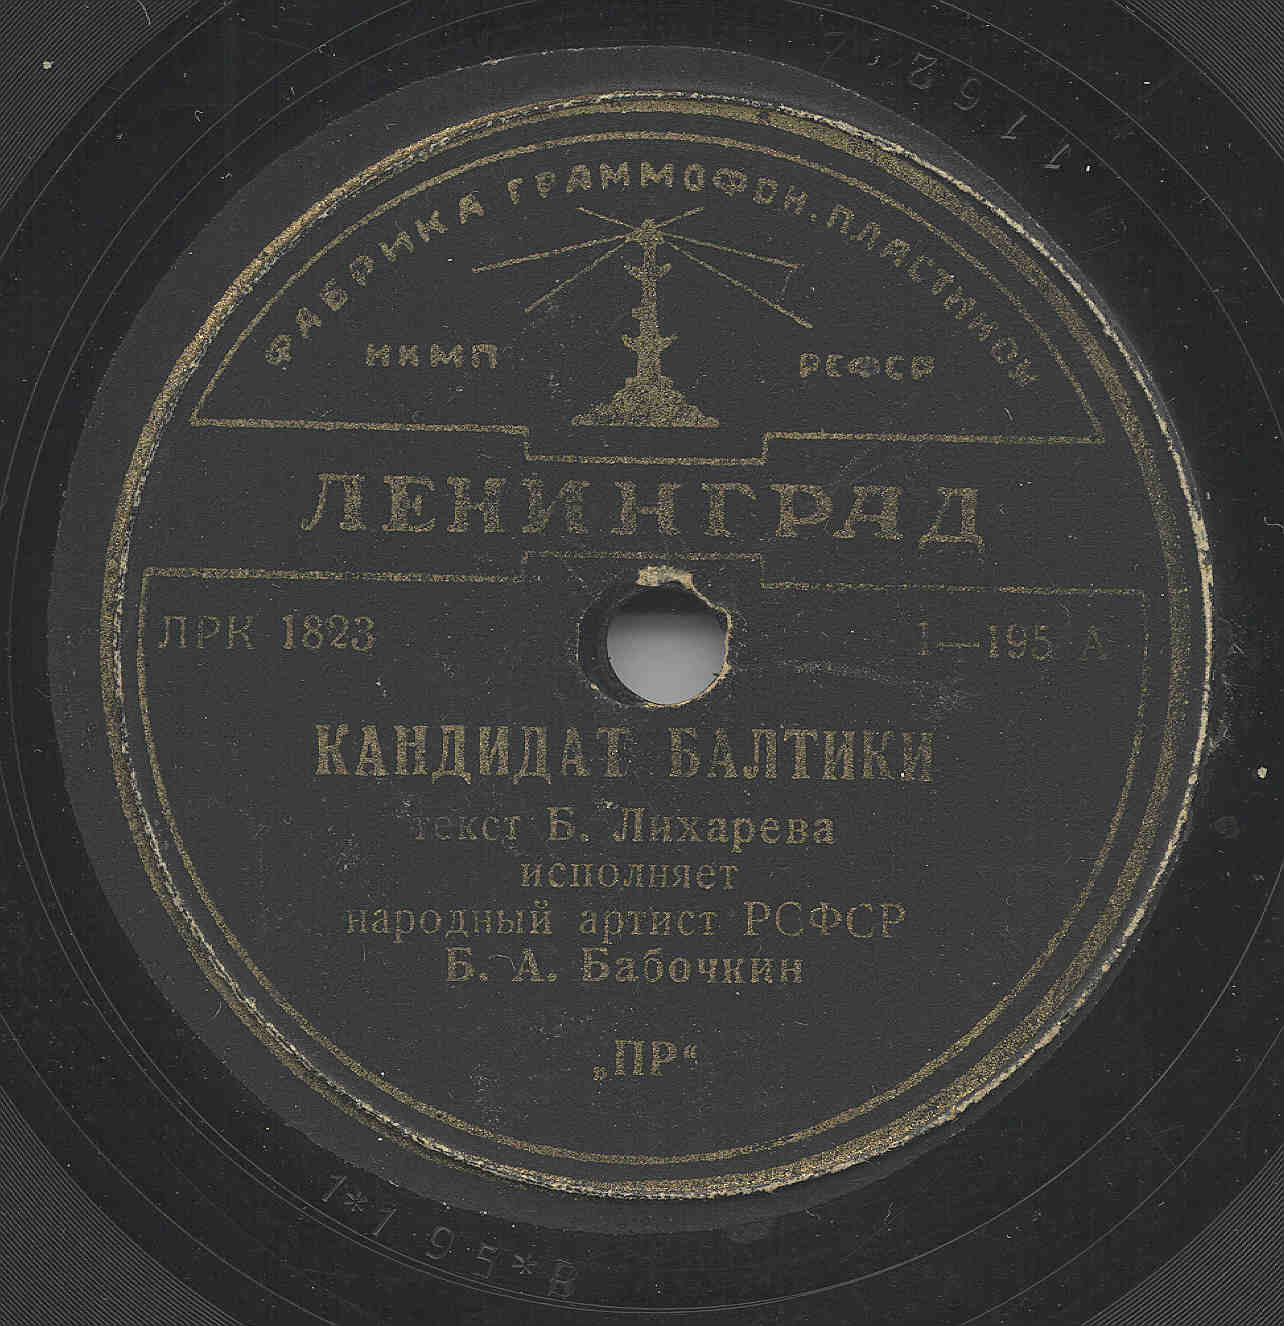 ФАБРИКА ГРАММОФОН. ПЛАСТИНОК
НКМП РСФСР
ЛЕНИНГРАД
ЛРК 1823 1—195 А
КАНДИДАТ БАЛТИКИ
текст Б. Лихарева
исполняет
народный артист РСФСР
Б. А. Бабочкин
„ПР“
1*195*В